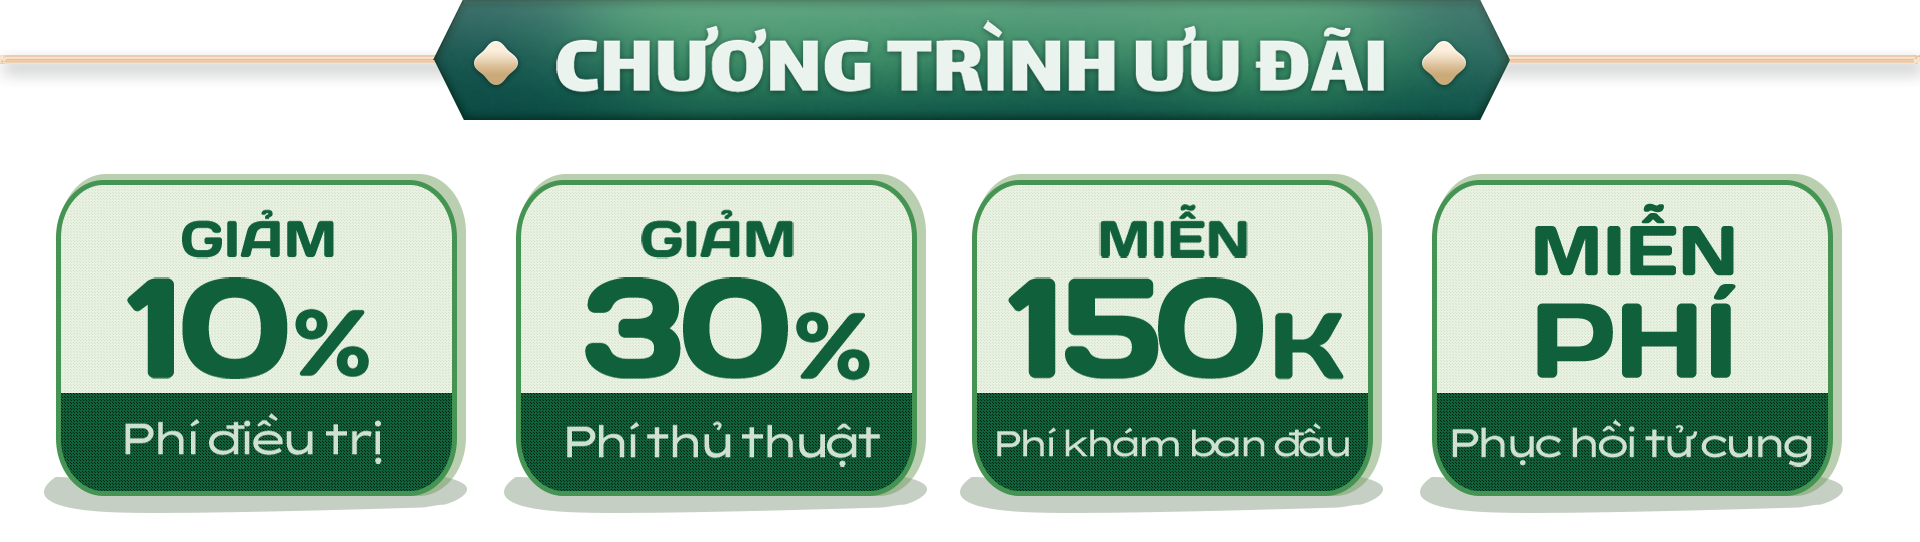 CHƯƠNG TRÌNH ƯU ĐÃI
GIẢM
10%
Phí điều trị
GIẢM
30%
Phí thủ thuật
MIỄN
150K
Phí khám ban đầu
MIỄN
PHÍ
Phục hồi tử cung